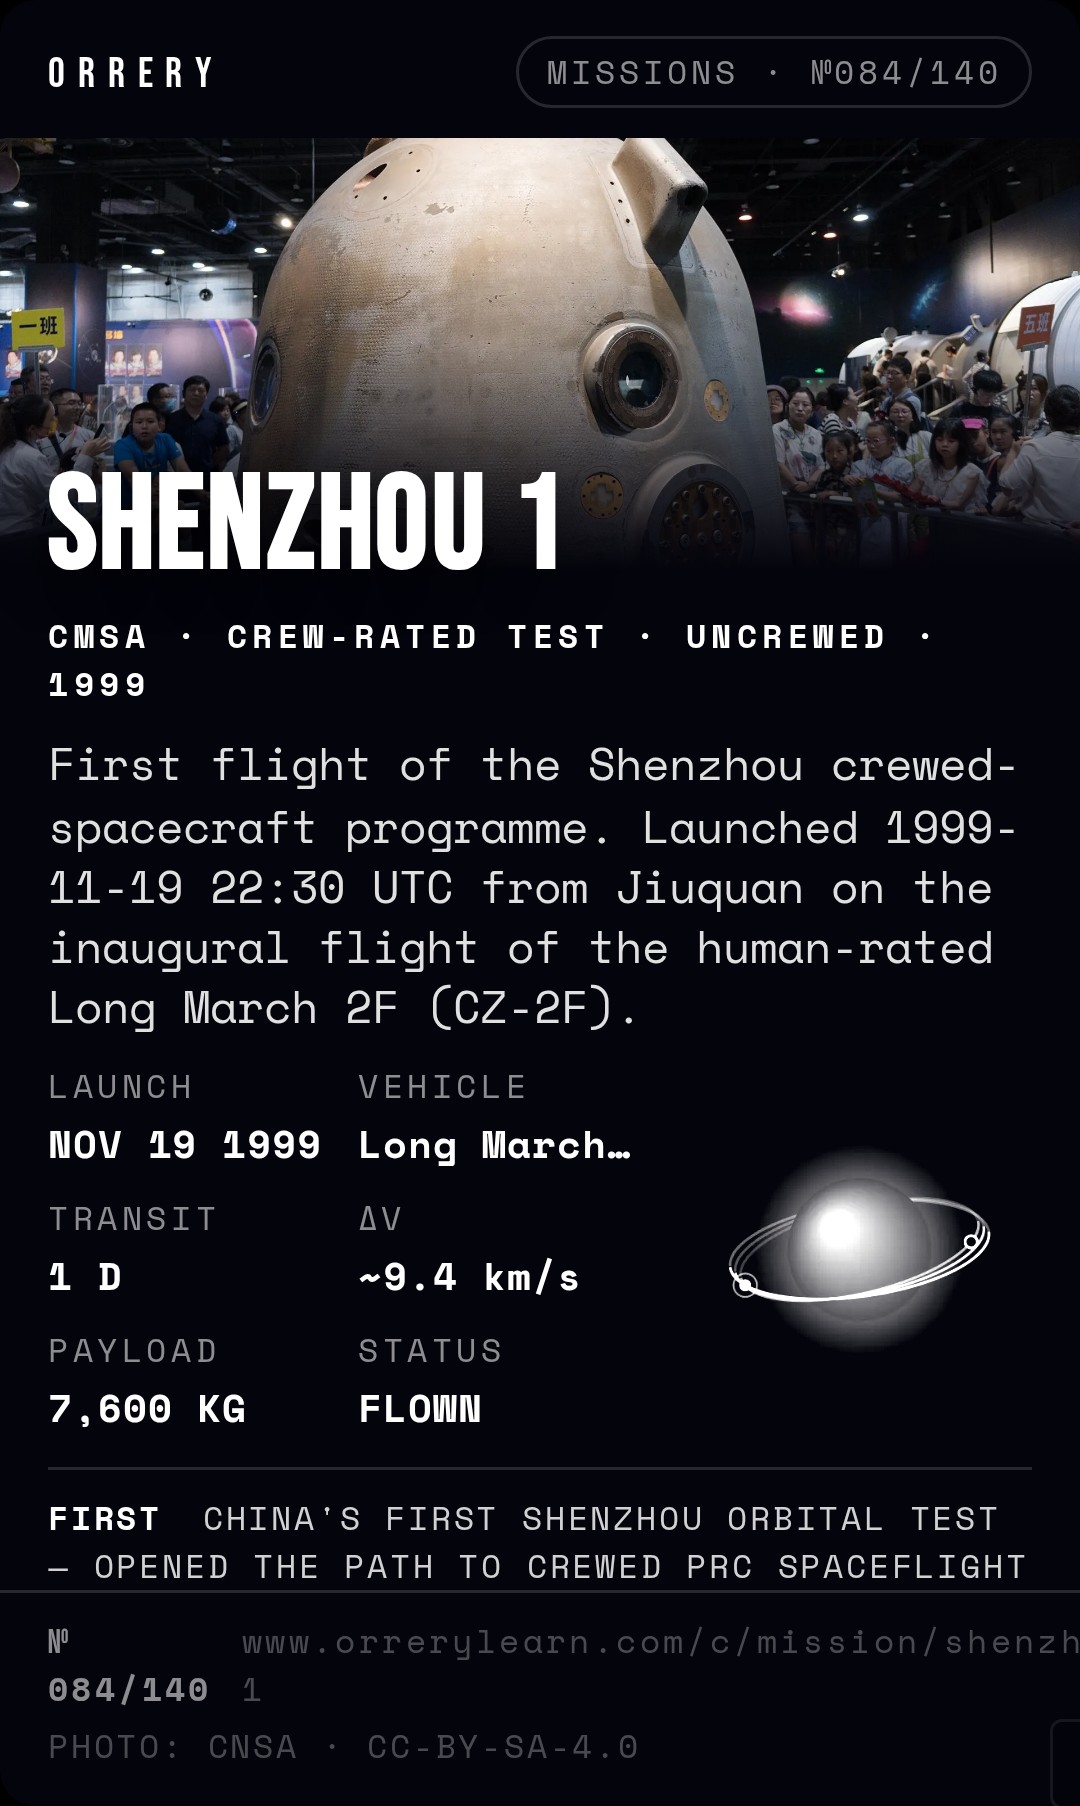 ORRERY
MISSIONS · №084/140
一班
五班
SHENZHOU 1
CMSA · CREW-RATED TEST · UNCREWED ·
1999
First flight of the Shenzhou crewed-
spacecraft programme. Launched 1999-
11-19 22:30 UTC from Jiuquan on the
inaugural flight of the human-rated
Long March 2F (CZ-2F).
LAUNCH VEHICLE
NOV 19 1999 Long March…
TRANSIT ΔV
1 D ~9.4 km/s
PAYLOAD STATUS
7,600 KG FLOWN
FIRST CHINA'S FIRST SHENZHOU ORBITAL TEST
— OPENED THE PATH TO CREWED PRC SPACEFLIGHT
№ www.orrerylearn.com/c/mission/shenzh
084/140 1
PHOTO: CNSA · CC-BY-SA-4.0